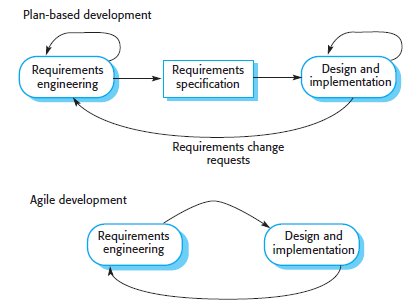 Plan-based development
Requirements
engineering
Requirements
specification
Design and
implementation
Requirements change
requests
Agile development
Requirements
engineering
Design and
implementation